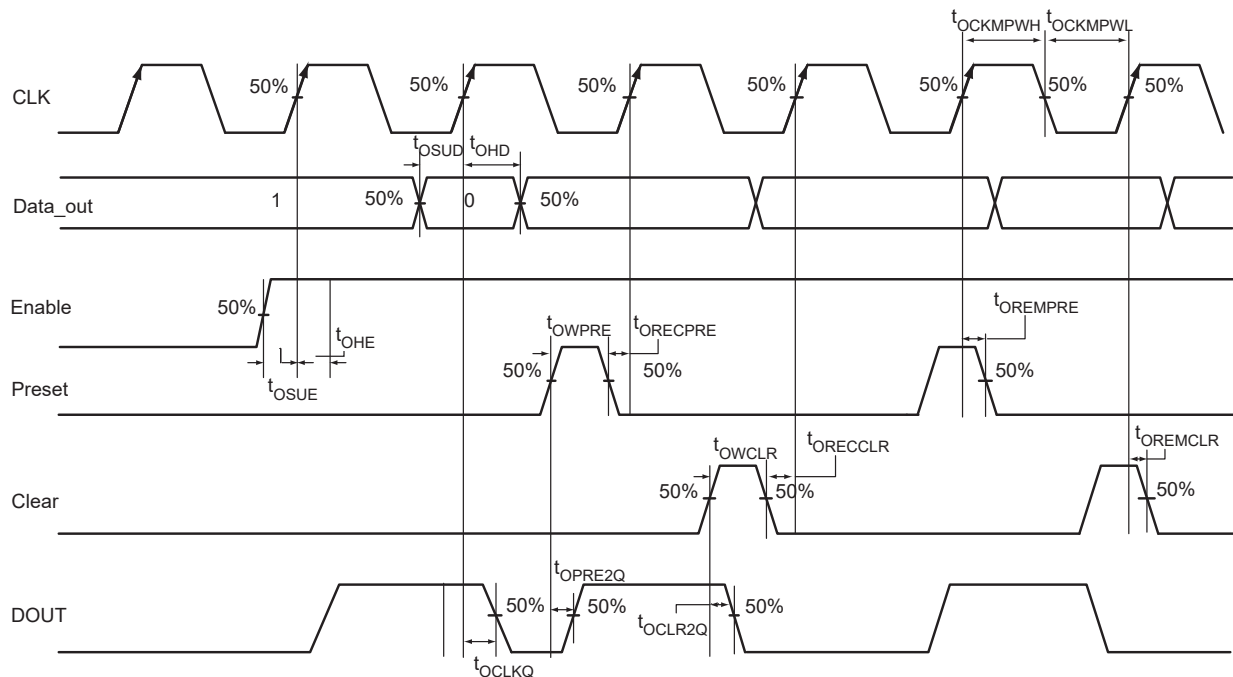 tOCKMPWH tOCKMPWL
CLK
50% 50% 50% 50% 50% 50% 50%
50%
tOSUD tOHD
Data_out
1 50% 0 50%
Enable
50%
tOHE
tOSUE
tOWPRE tORECPRE
tOREMPRE
Preset
50% 50% 50%
tOWCLR tORECCLR
tOREMCLR
Clear
50% 50% 50%
tOPRE2Q
DOUT
50% 50% 50%
tOCLR2Q
tOCLKQ